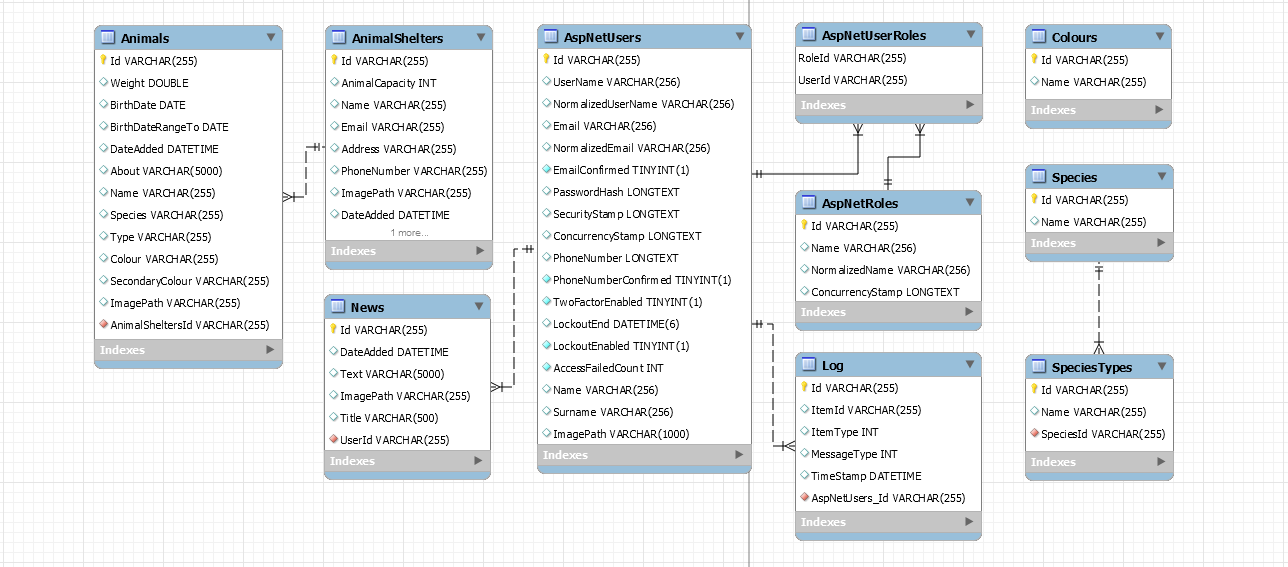 Animals
Id VARCHAR(255)
Weight DOUBLE
BirthDate DATE
BirthDateRangeTo DATE
DateAdded DATETIME
About VARCHAR(5000)
Name VARCHAR(255)
Species VARCHAR(255)
Type VARCHAR(255)
Colour VARCHAR(255)
SecondaryColour VARCHAR(255)
ImagePath VARCHAR(255)
AnimalSheltersId VARCHAR(255)
Indexes
AnimalShelters
Id VARCHAR(255)
AnimalCapacity INT
Name VARCHAR(255)
Email VARCHAR(255)
Address VARCHAR(255)
PhoneNumber VARCHAR(255)
ImagePath VARCHAR(255)
DateAdded DATETIME
1 more...
Indexes
News
Id VARCHAR(255)
DateAdded DATETIME
Text VARCHAR(5000)
ImagePath VARCHAR(255)
Title VARCHAR(500)
UserId VARCHAR(255)
Indexes
AspNetUsers
Id VARCHAR(255)
UserName VARCHAR(256)
NormalizedUserName VARCHAR(256)
Email VARCHAR(256)
NormalizedEmail VARCHAR(256)
EmailConfirmed TINYINT(1)
PasswordHash LONGTEXT
SecurityStamp LONGTEXT
ConcurrencyStamp LONGTEXT
PhoneNumber LONGTEXT
PhoneNumberConfirmed TINYINT(1)
TwoFactorEnabled TINYINT(1)
LockoutEnd DATETIME(6)
LockoutEnabled TINYINT(1)
AccessFailedCount INT
Name VARCHAR(256)
Surname VARCHAR(256)
ImagePath VARCHAR(1000)
Indexes
AspNetUserRoles
RoleId VARCHAR(255)
UserId VARCHAR(255)
Indexes
AspNetRoles
Id VARCHAR(255)
Name VARCHAR(256)
NormalizedName VARCHAR(256)
ConcurrencyStamp LONGTEXT
Indexes
Log
Id VARCHAR(255)
ItemId VARCHAR(255)
ItemType INT
MessageType INT
TimeStamp DATETIME
AspNetUsers_Id VARCHAR(255)
Indexes
Colours
Id VARCHAR(255)
Name VARCHAR(255)
Indexes
Species
Id VARCHAR(255)
Name VARCHAR(255)
Indexes
SpeciesTypes
Id VARCHAR(255)
Name VARCHAR(255)
SpeciesId VARCHAR(255)
Indexes